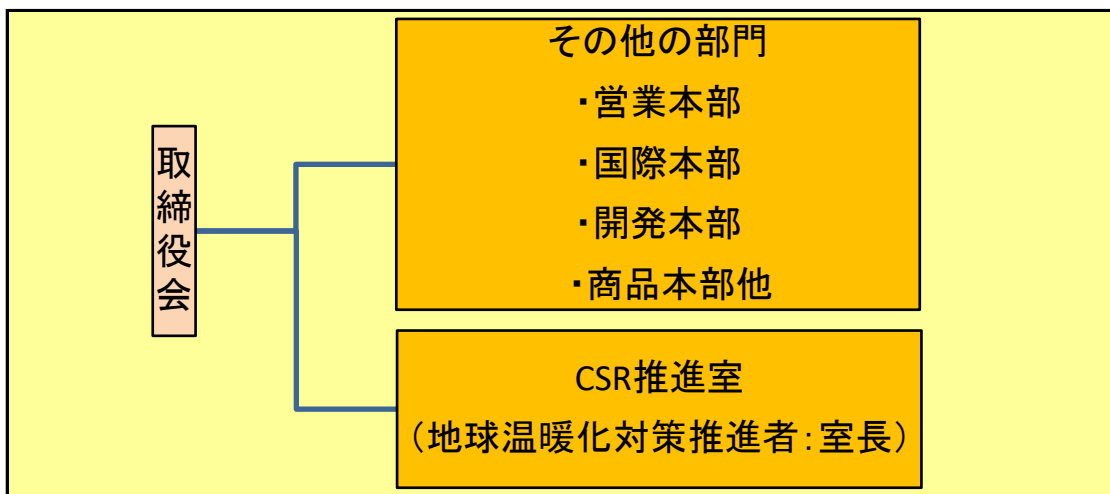 取締役会
その他の部門
・営業本部
・国際本部
・開発本部
・商品本部他
CSR推進室
（地球温暖化対策推進者：室長）